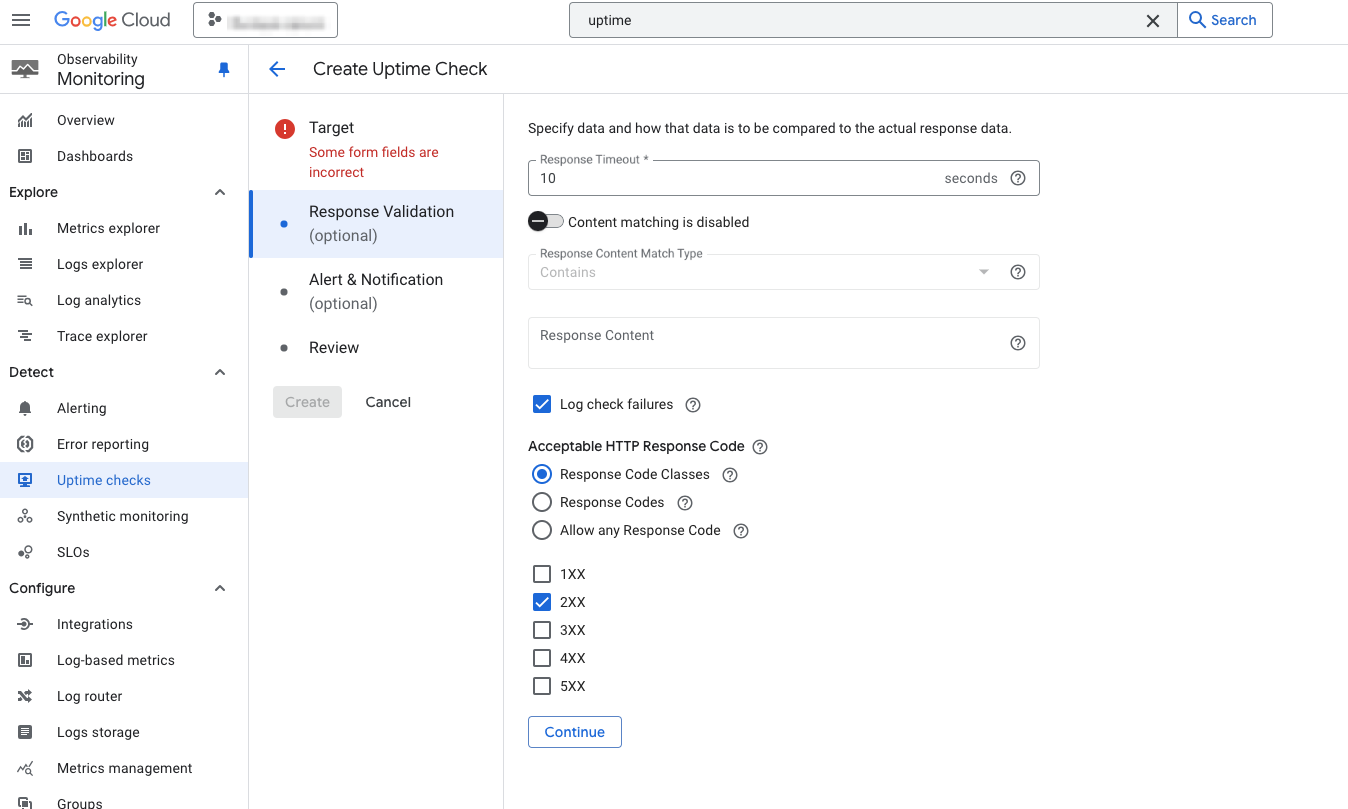 Google Cloud
uptime
Search
Observability
Monitoring
Create Uptime Check
Overview
Dashboards
Explore
Metrics explorer
Logs explorer
Log analytics
Trace explorer
Detect
Alerting
Error reporting
Uptime checks
Synthetic monitoring
SLOs
Configure
Integrations
Log-based metrics
Log router
Logs storage
Metrics management
Groups
Target
Some form fields are
incorrect
Response Validation
(optional)
Alert & Notification
(optional)
Review
Create
Cancel
Specify data and how that data is to be compared to the actual response data.
Response Timeout *
10
seconds
Content matching is disabled
Response Content Match Type
Contains
Response Content
Log check failures
Acceptable HTTP Response Code
Response Code Classes
Response Codes
Allow any Response Code
1XX
2XX
3XX
4XX
5XX
Continue